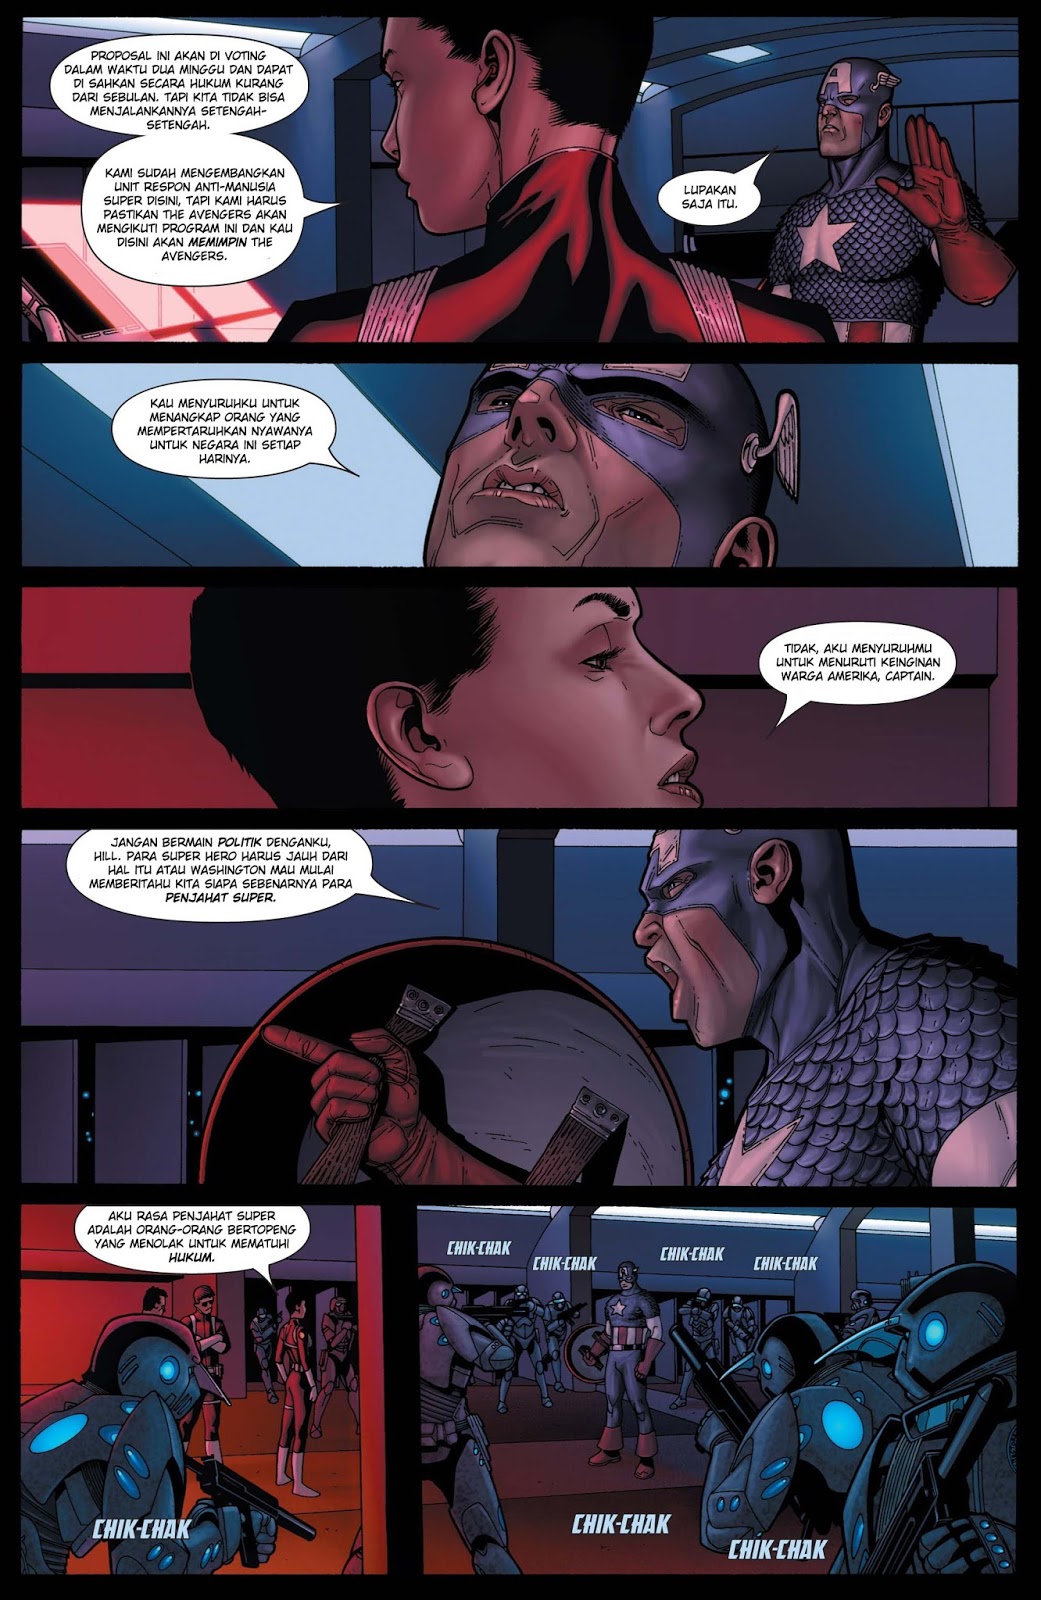 PROPOSAL INI AKAN DI VOTING
DALAM WAKTU DUA MINGGU DAN DAPAT
DI SAHKAN SECARA HUKUM KURANG
DARI SEBULAN. TAPI KITA TIDAK BISA
MENJALANKANNYA SETENGAH-
SETENGAH.
KAMI SUDAH MENGEMBANGKAN
UNIT RESPON ANTI-MANUSIA
SUPER DISINI, TAPI KAMI HARUS
PASTIKAN THE AVENGERS AKAN
MENGIKUTI PROGRAM INI DAN KAU
DISINI AKAN MEMIMPIN THE
AVENGERS.
LUPAKAN
SAJA ITU.
KAU MENYURUHKU UNTUK
MENANGKAP ORANG YANG
MEMPERTARUHKAN NYAWANYA
UNTUK NEGARA INI SETIAP
HARINYA.
TIDAK, AKU MENYURUHMU
UNTUK MENURUTI KEINGINAN
WARGA AMERIKA, CAPTAIN.
JANGAN BERMAIN POLITIK DENGANKU,
HILL. PARA SUPER HERO HARUS JAUH DARI
HAL ITU ATAU WASHINGTON MAU MULAI
MEMBERITAHU KITA SIAPA SEBENARNYA PARA
PENJAHAT SUPER.
AKU RASA PENJAHAT SUPER
ADALAH ORANG-ORANG BERTOPENG
YANG MENOLAK UNTUK MEMATUHI
HUKUM.
CHIK-CHAK
CHIK-CHAK
CHIK-CHAK
CHIK-CHAK
CHIK-CHAK
CHIK-CHAK
CHIK-CHAK